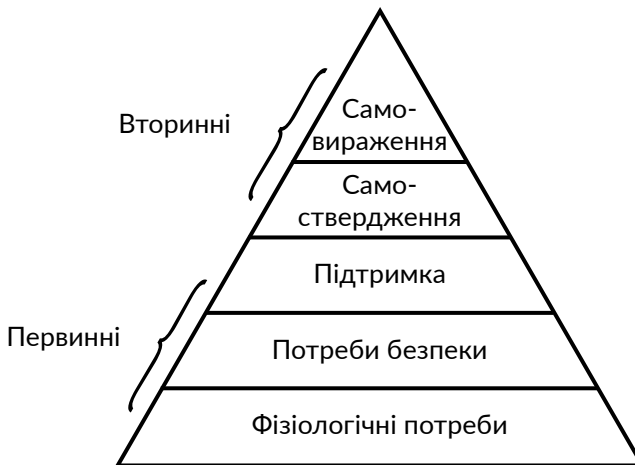 Вторинні
Само-
вираження
Само-
ствердження
Підтримка
Первинні
Потреби безпеки
Фізіологічні потреби